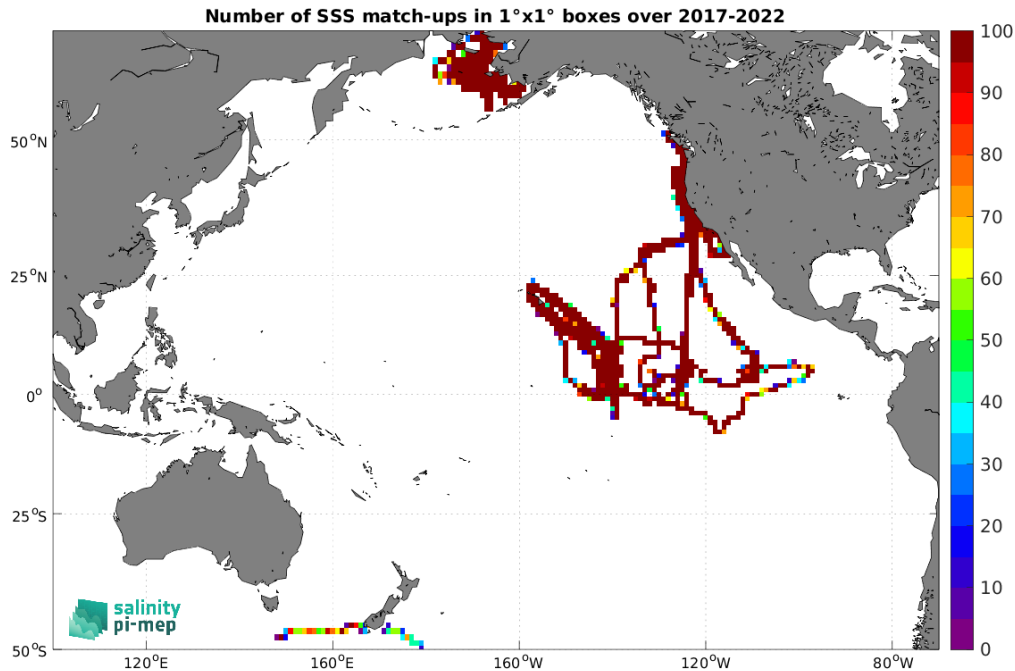 Number of SSS match-ups in 1°x1° boxes over 2017-2022
100
90
80
70
60
50
40
30
20
10
0
50°N
25°N
0°
25°S
50°S
120°E
160°E
160°W
120°W
80°W
salinity
pi-mep